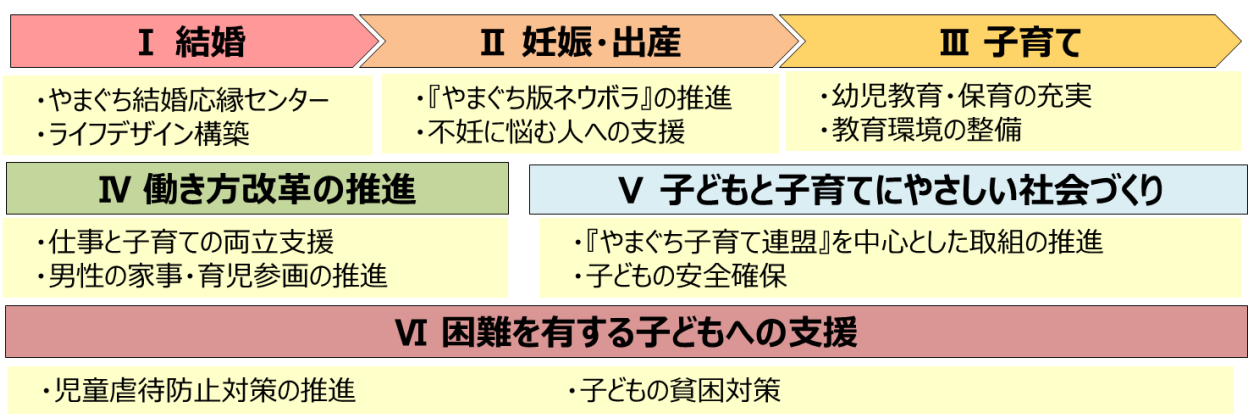 Ⅰ 結婚
Ⅱ 妊娠・出産
Ⅲ 子育て
・やまぐち結婚応縁センター
・ライフデザイン構築
・『やまぐち版ネウボラ』の推進
・不妊に悩む人への支援
・幼児教育・保育の充実
・教育環境の整備
Ⅳ 働き方改革の推進
Ⅴ 子どもと子育てにやさしい社会づくり
・仕事と子育ての両立支援
・男性の家事・育児参画の推進
・『やまぐち子育て連盟』を中心とした取組の推進
・子どもの安全確保
Ⅵ 困難を有する子どもへの支援
・児童虐待防止対策の推進
・子どもの貧困対策